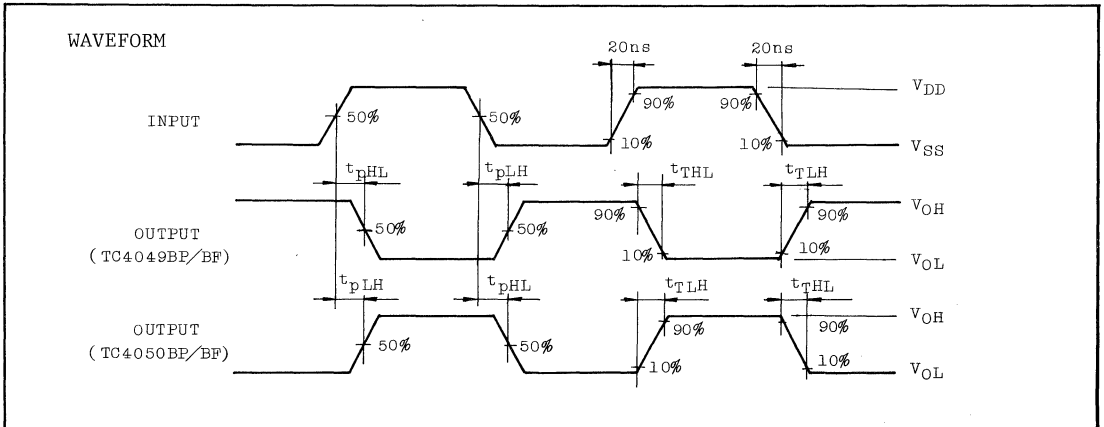 WAVEFORM
20ns
20ns
VDD
90%
90%
INPUT
50%
50%
10%
10%
VSS
tpHL
tpLH
tTHL
tTLH
90%
90%
VOH
OUTPUT
(TC4049BP/BF)
50%
50%
10%
10%
VOL
tpLH
tpHL
tTLH
tTHL
OUTPUT
(TC4050BP/BF)
50%
50%
90%
90%
VOH
10%
10%
VOL